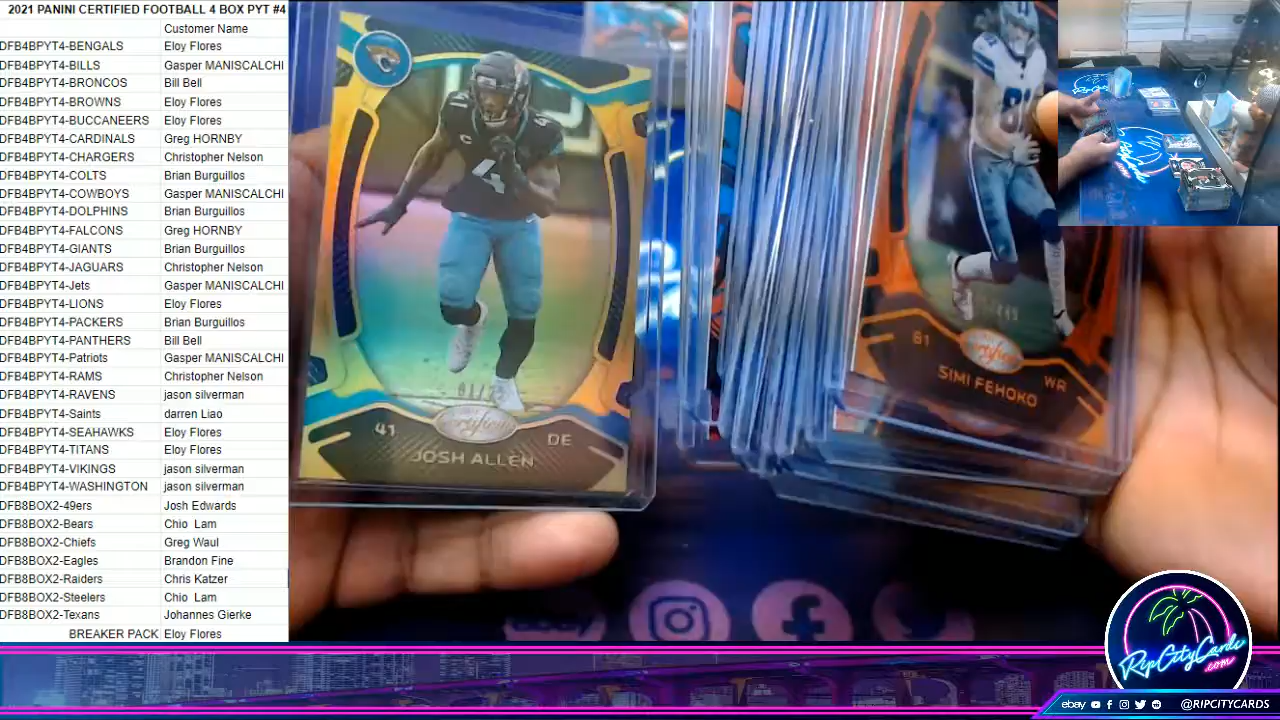 2021 PANINI CERTIFIED FOOTBALL 4 BOX PYT #4
Customer Name
DFB4BPYT4-BENGALS Eloy Flores
DFB4BPYT4-BILLS Gasper MANISCALCHI
DFB4BPYT4-BRONCOS Bill Bell
DFB4BPYT4-BROWNS Eloy Flores
DFB4BPYT4-BUCCANEERS Eloy Flores
DFB4BPYT4-CARDINALS Greg HORNBY
DFB4BPYT4-CHARGERS Christopher Nelson
DFB4BPYT4-COLTS Brian Burguillos
DFB4BPYT4-COWBOYS Gasper MANISCALCHI
DFB4BPYT4-DOLPHINS Brian Burguillos
DFB4BPYT4-FALCONS Greg HORNBY
DFB4BPYT4-GIANTS Brian Burguillos
DFB4BPYT4-JAGUARS Christopher Nelson
DFB4BPYT4-Jets Gasper MANISCALCHI
DFB4BPYT4-LIONS Eloy Flores
DFB4BPYT4-PACKERS Brian Burguillos
DFB4BPYT4-PANTHERS Bill Bell
DFB4BPYT4-Patriots Gasper MANISCALCHI
DFB4BPYT4-RAMS Christopher Nelson
DFB4BPYT4-RAVENS jason silverman
DFB4BPYT4-Saints darren Liao
DFB4BPYT4-SEAHAWKS Eloy Flores
DFB4BPYT4-TITANS Eloy Flores
DFB4BPYT4-VIKINGS jason silverman
DFB4BPYT4-WASHINGTON jason silverman
DFB8BOX2-49ers Josh Edwards
DFB8BOX2-Bears Chio Lam
DFB8BOX2-Chiefs Greg Waul
DFB8BOX2-Eagles Brandon Fine
DFB8BOX2-Raiders Chris Katzer
DFB8BOX2-Steelers Chio Lam
DFB8BOX2-Texans Johannes Gierke
BREAKER PACK Eloy Flores
4
41 Certified DE
JOSH ALLEN
81 Certified WR
SIMI FEHOKO
ebay
RipCityCards
.com
ebay @RIPCITYCARDS